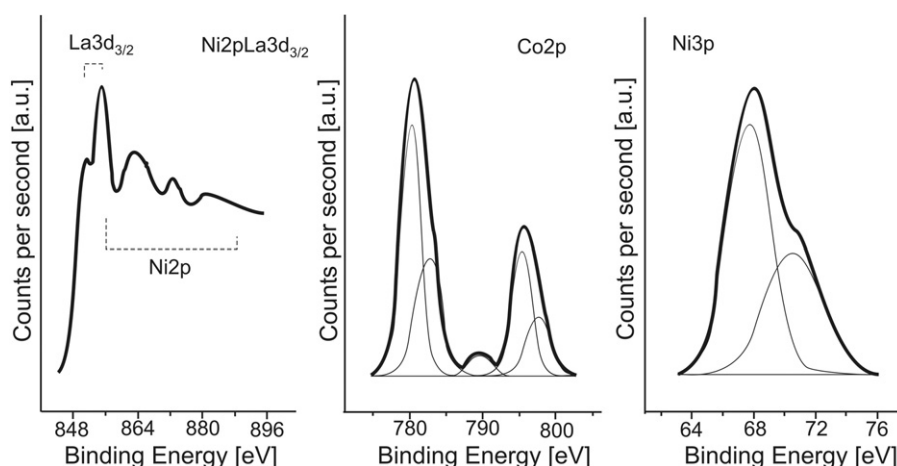 La3d3/2
Ni2pLa3d3/2
Counts per second [a.u.]
Ni2p
848 864 880 896
Binding Energy [eV]
Co2p
Counts per second [a.u.]
780 790 800
Binding Energy [eV]
Ni3p
Counts per second [a.u.]
64 68 72 76
Binding Energy [eV]